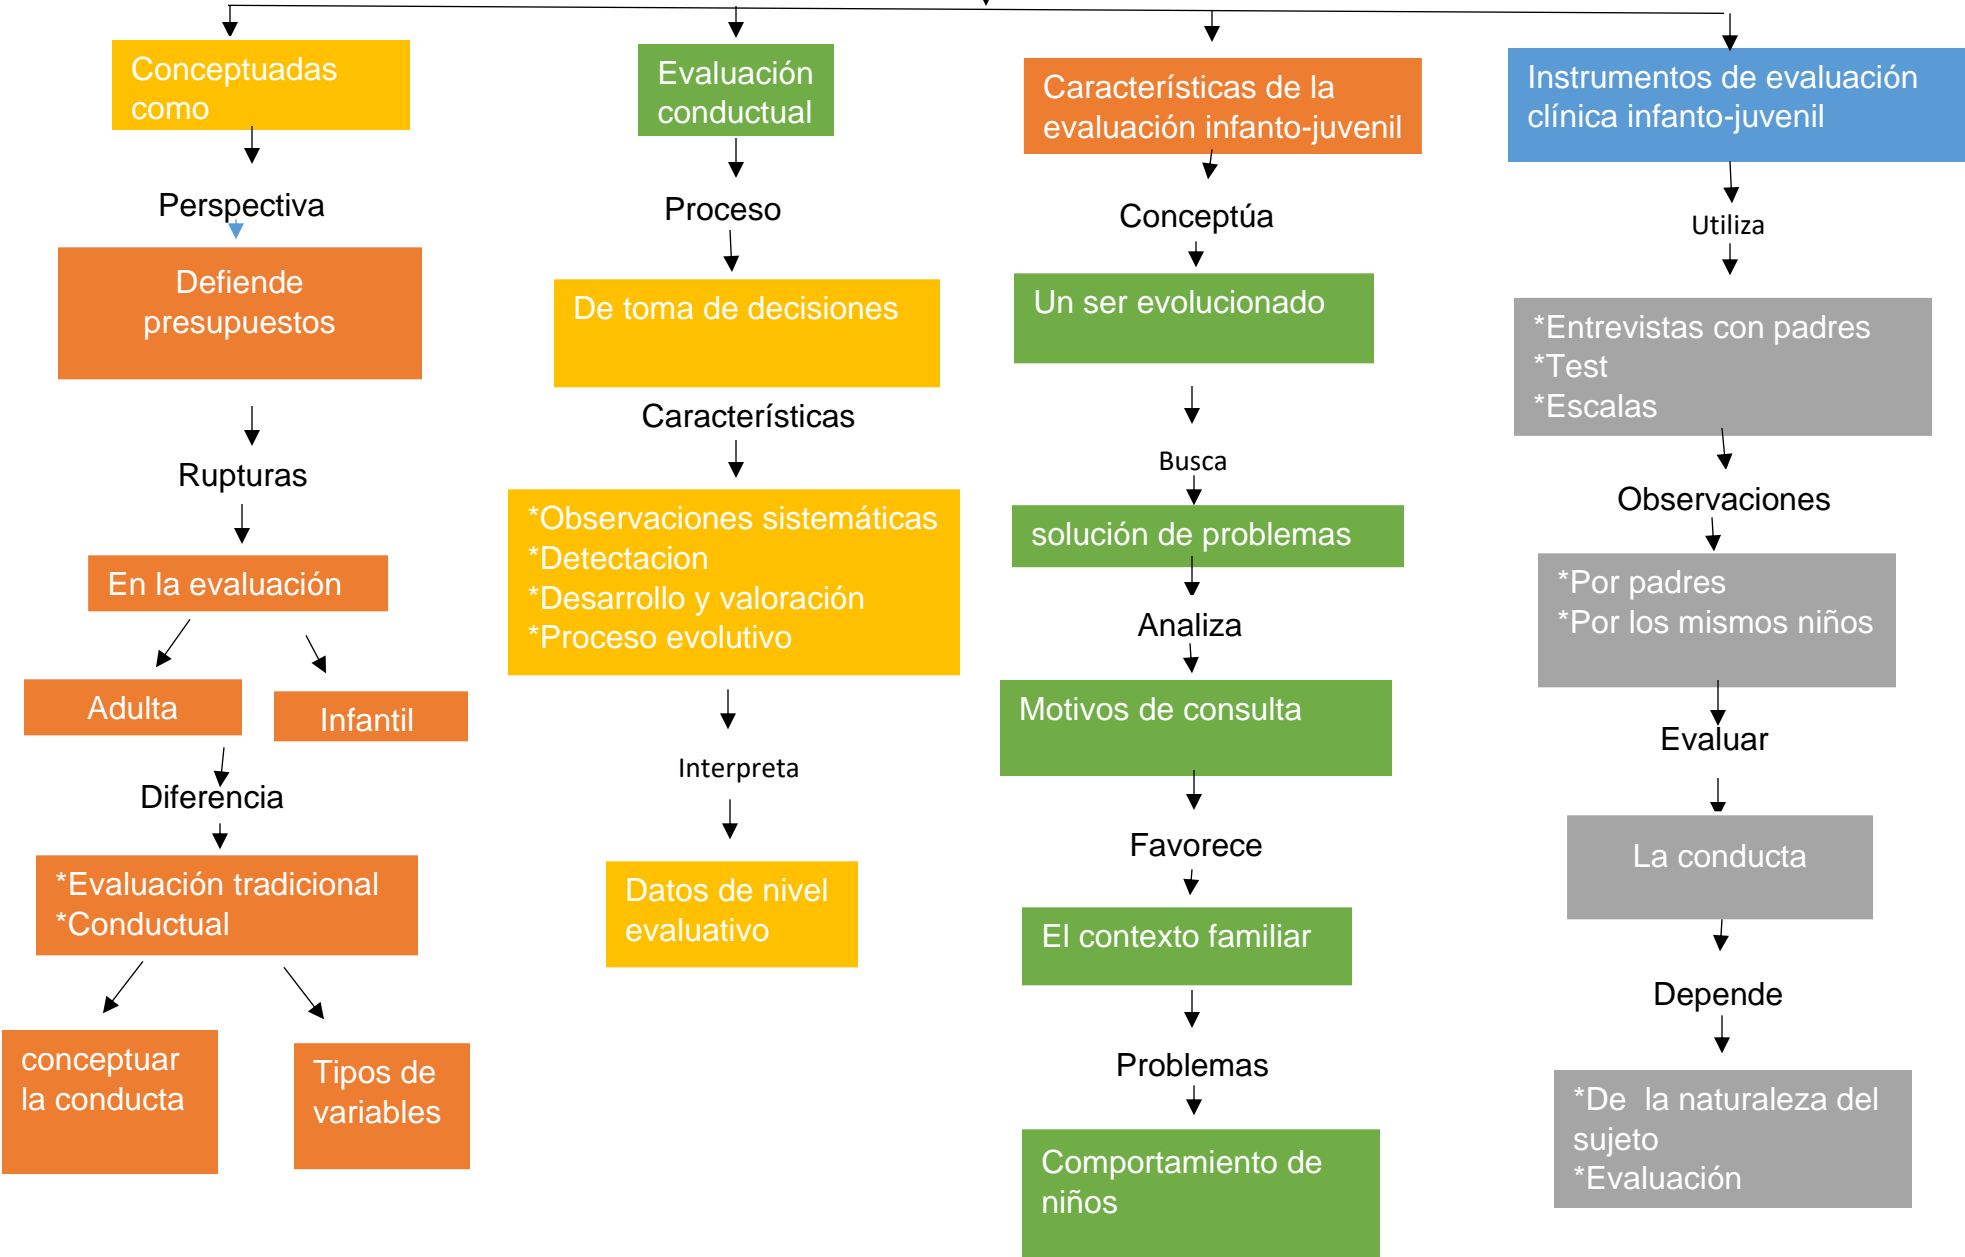 Conceptuadas
como
Perspectiva
Defiende
presupuestos
Rupturas
En la evaluación
Adulta
Infantil
Diferencia
*Evaluación tradicional
*Conductual
conceptuar
la conducta
Tipos de
variables
Evaluación
conductual
Proceso
De toma de decisiones
Características
*Observaciones sistemáticas
*Detectacion
*Desarrollo y valoración
*Proceso evolutivo
Interpreta
Datos de nivel
evaluativo
Características de la
evaluación infanto-juvenil
Conceptúa
Un ser evolucionado
Busca
solución de problemas
Analiza
Motivos de consulta
Favorece
El contexto familiar
Problemas
Comportamiento de
niños
Instrumentos de evaluación
clínica infanto-juvenil
Utiliza
*Entrevistas con padres
*Test
*Escalas
Observaciones
*Por padres
*Por los mismos niños
Evaluar
La conducta
Depende
*De  la naturaleza del
sujeto
*Evaluación